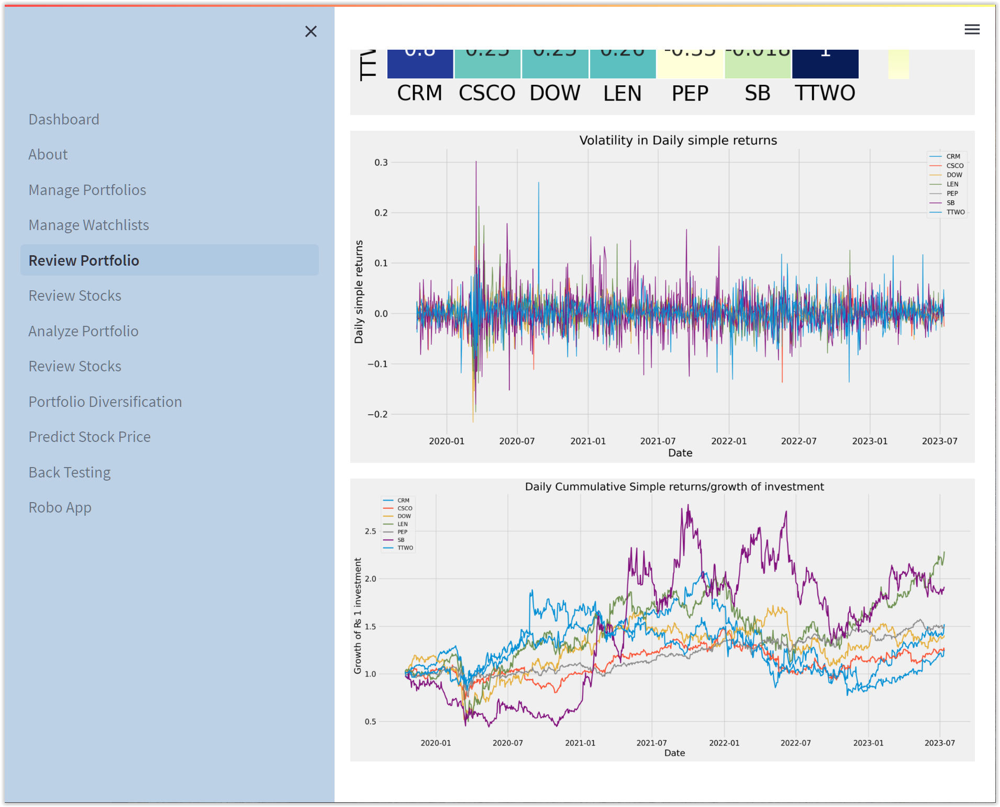 Dashboard
About
Manage Portfolios
Manage Watchlists
Review Portfolio
Review Stocks
Analyze Portfolio
Review Stocks
Portfolio Diversification
Predict Stock Price
Back Testing
Robo App
0.8 0.23 0.25 0.26 -0.018 1
CRM CSCO DOW LEN PEP SB TTWO
Volatility in Daily simple returns
CRM
CSCO
DOW
LEN
PEP
SB
TTWO
0.3
0.2
0.1
0.0
−0.1
−0.2
Daily simple returns
2020-01 2020-07 2021-01 2021-07 2022-01 2022-07 2023-01 2023-07
Date
Daily Cummulative Simple returns/growth of investment
CRM
CSCO
DOW
LEN
PEP
SB
TTWO
2.5
2.0
1.5
1.0
0.5
Growth of ₨ 1 investment
2020-01 2020-07 2021-01 2021-07 2022-01 2022-07 2023-01 2023-07
Date